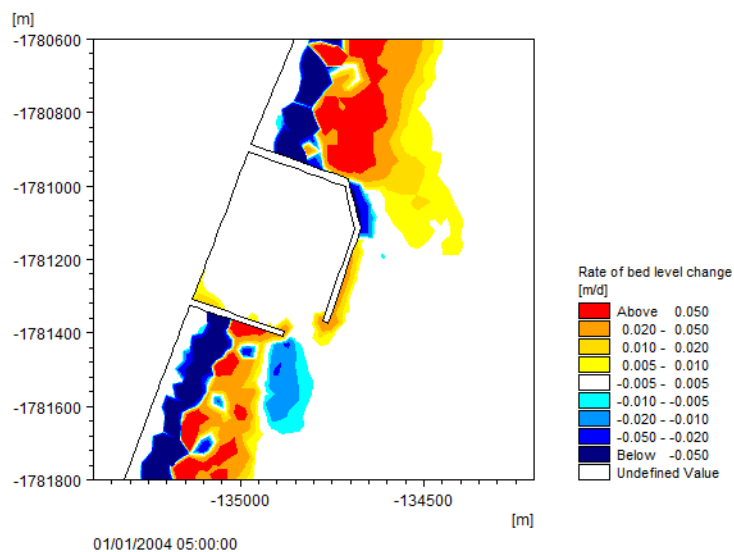 [m]
-1780600
-1780800
-1781000
-1781200
-1781400
-1781600
-1781800
-135000
-134500
[m]
01/01/2004 05:00:00
Rate of bed level change
[m/d]
Above 0.050
0.020 - 0.050
0.010 - 0.020
0.005 - 0.010
-0.005 - 0.005
-0.010 - -0.005
-0.020 - -0.010
-0.050 - -0.020
Below -0.050
Undefined Value